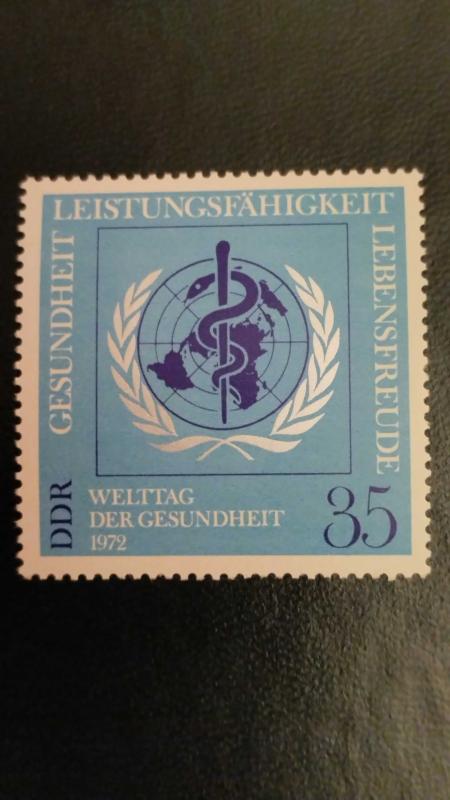 GESUNDHEIT
LEISTUNGSFÄHIGKEIT
LEBENSFREUDE
DDR
WELTTAG
DER GESUNDHEIT
1972
35